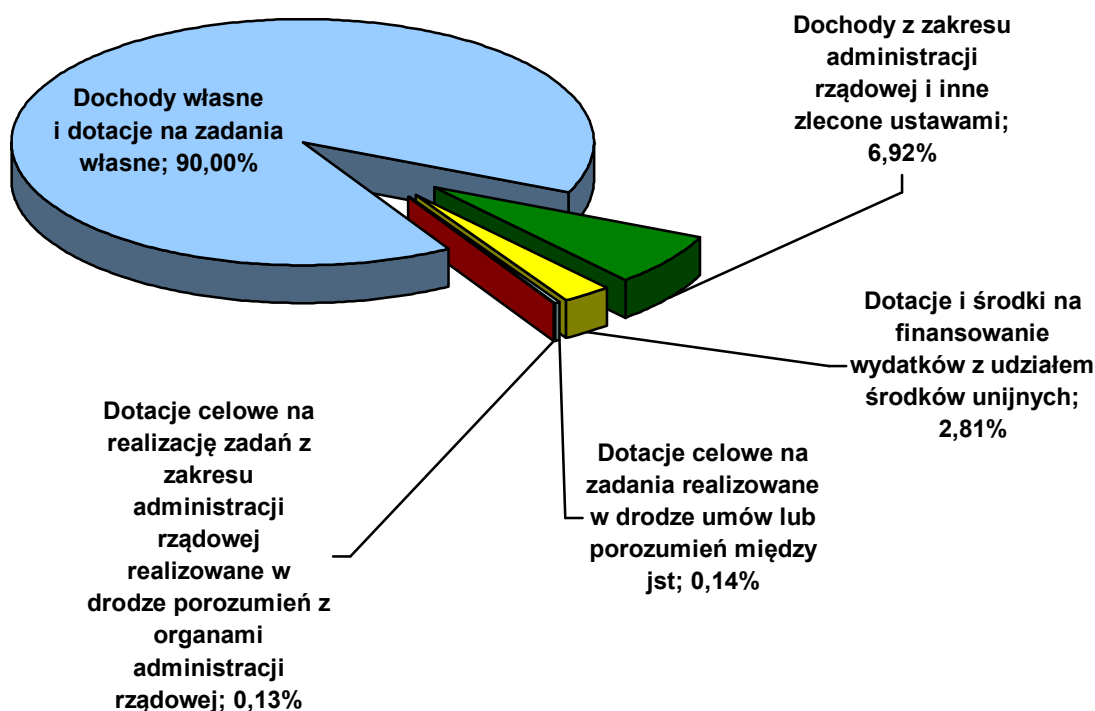 Dochody własne
i dotacje na zadania
własne; 90,00%
Dochody z zakresu
administracji
rządowej i inne
zlecone ustawami;
6,92%
Dotacje i środki na
finansowanie
wydatków z udziałem
środków unijnych;
2,81%
Dotacje celowe na
zadania realizowane
w drodze umów lub
porozumień między
jst; 0,14%
Dotacje celowe na
realizację zadań z
zakresu
administracji
rządowej
realizowane w
drodze porozumień z
organami
administracji
rządowej; 0,13%